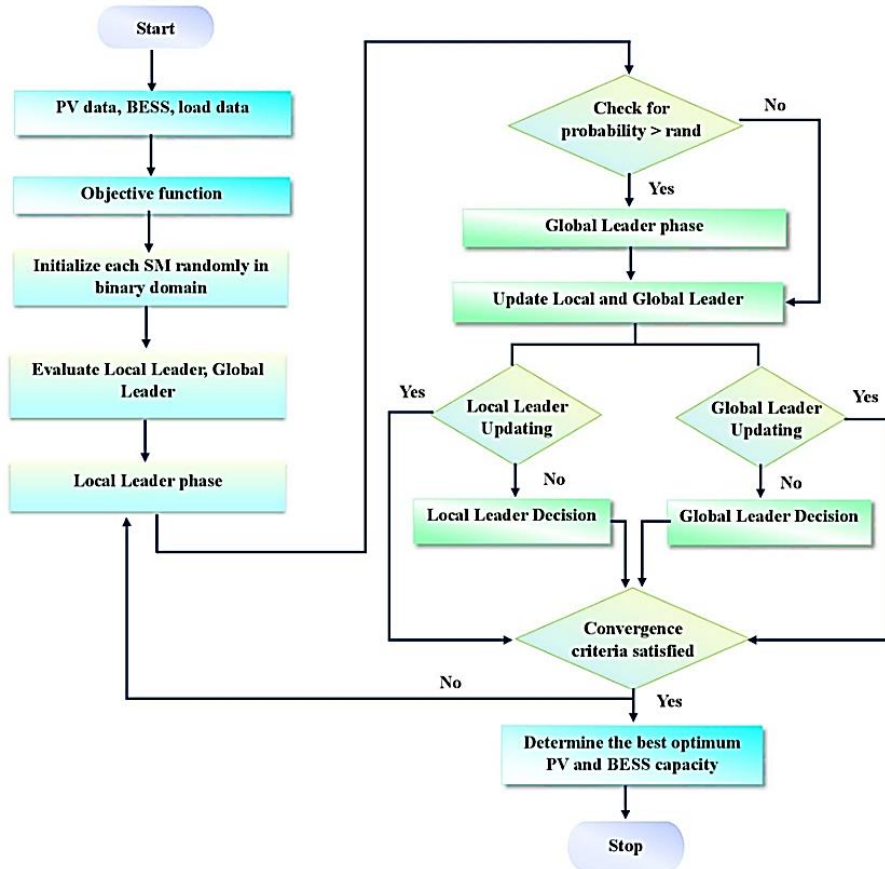 Start
PV data, BESS, load data
Objective function
Initialize each SM randomly in
binary domain
Evaluate Local Leader, Global
Leader
Local Leader phase
Check for
probability > rand
No
Yes
Global Leader phase
Update Local and Global Leader
Yes
Local Leader
Updating
Global Leader
Updating
Yes
No
No
Local Leader Decision
Global Leader Decision
Convergence
criteria satisfied
No
Yes
Determine the best optimum
PV and BESS capacity
Stop